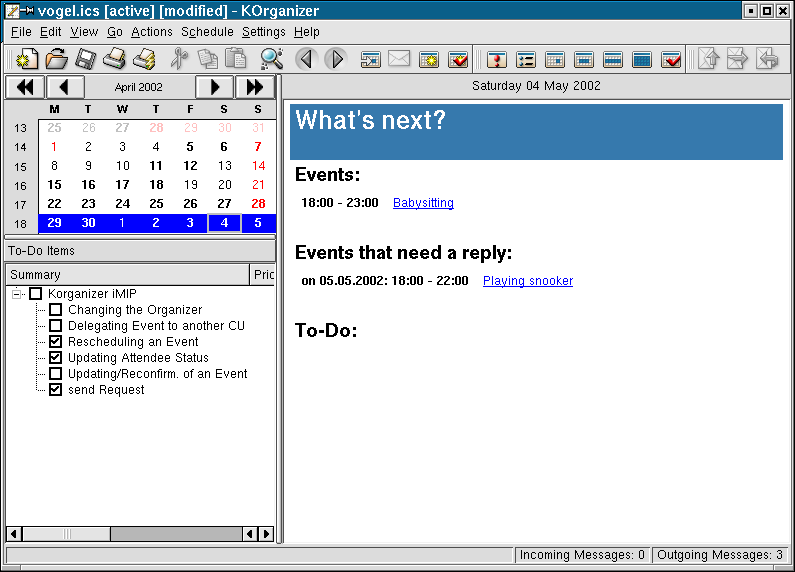 vogel.ics [active] [modified] - KOrganizer
File Edit View Go Actions Schedule Settings Help
April 2002
M T W T F S S
13 25 26 27 28 29 30 31
14 1 2 3 4 5 6 7
15 8 9 10 11 12 13 14
16 15 16 17 18 19 20 21
17 22 23 24 25 26 27 28
18 29 30 1 2 3 4 5
To-Do Items
Summary Pric
Korganizer iMIP
Changing the Organizer
Delegating Event to another CU
Rescheduling an Event
Updating Attendee Status
Updating/Reconfirm. of an Event
send Request
Saturday 04 May 2002
What's next?
Events:
18:00 - 23:00 Babysitting
Events that need a reply:
on 05.05.2002: 18:00 - 22:00 Playing snooker
To-Do:
Incoming Messages: 0 Outgoing Messages: 3